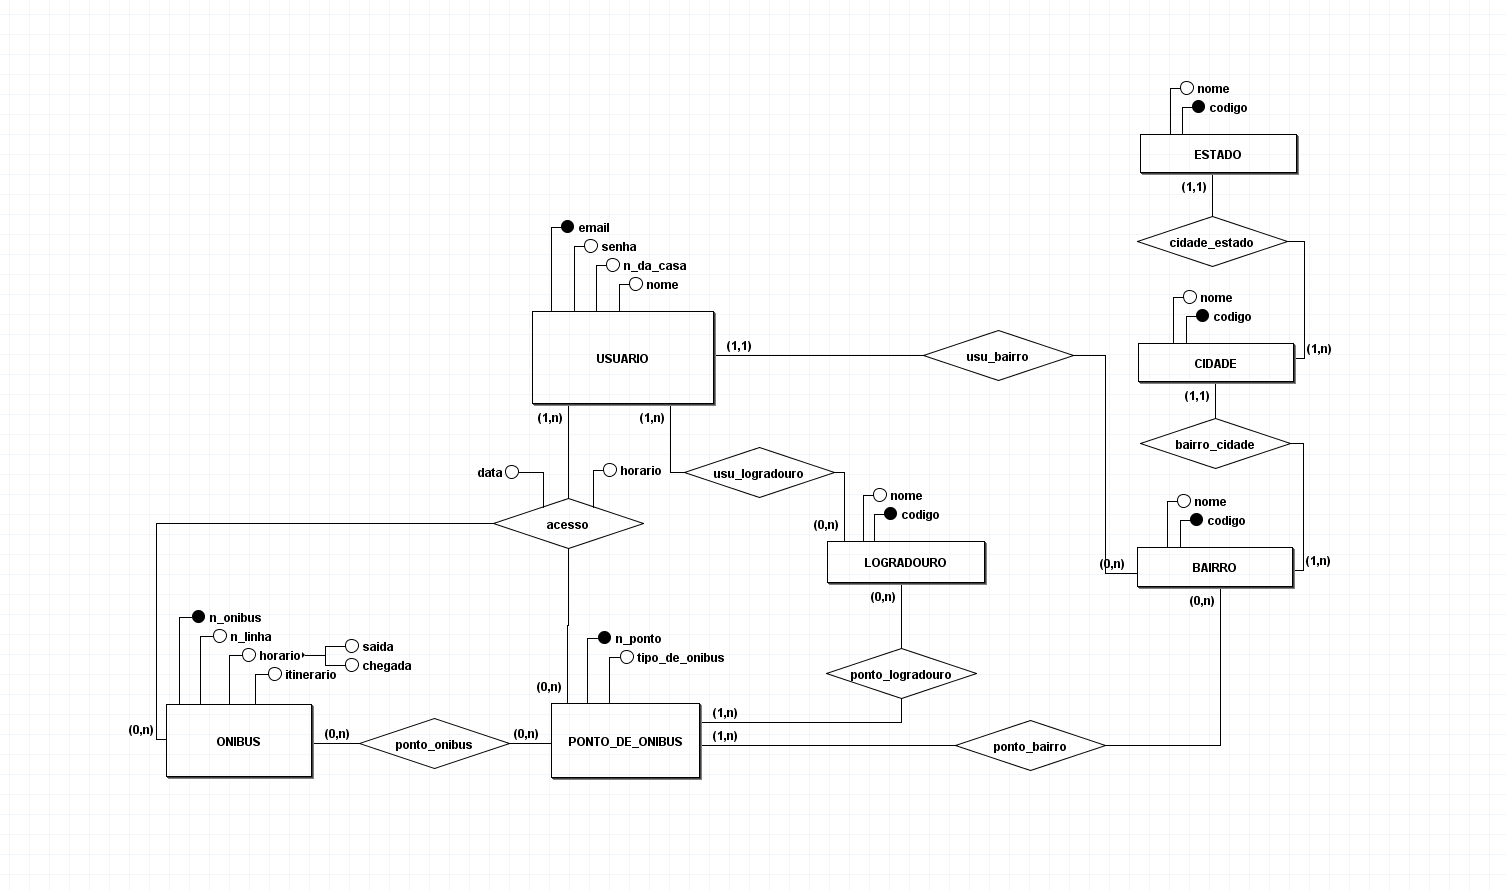 nome
codigo
ESTADO
(1,1)
cidade_estado
email
senha
n_da_casa
nome
USUARIO
(1,1)
usu_bairro
nome
codigo
CIDADE
(1,n)
(1,1)
bairro_cidade
(1,n)
(1,n)
data
horario
acesso
usu_logradouro
(0,n)
nome
codigo
LOGRADOURO
(0,n)
nome
codigo
(0,n)
BAIRRO
(1,n)
(0,n)
n_onibus
n_linha
horario
saida
chegada
itinerario
(0,n)
ONIBUS
(0,n)
ponto_onibus
(0,n)
(0,n)
n_ponto
tipo_de_onibus
PONTO_DE_ONIBUS
ponto_logradouro
(1,n)
(1,n)
ponto_bairro